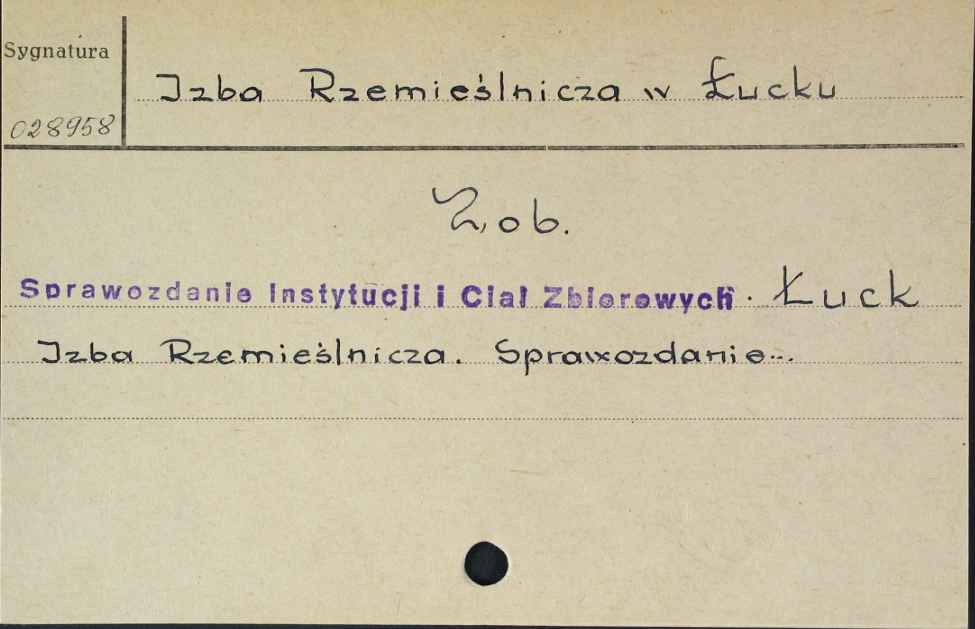 Sygnatura
Izba Rzemieślnicza w Łucku
028958
Zob.
Sprawozdanie Instytucji i Ciał Zbiorowych. Łuck
Izba Rzemieślnicza. Sprawozdanie...